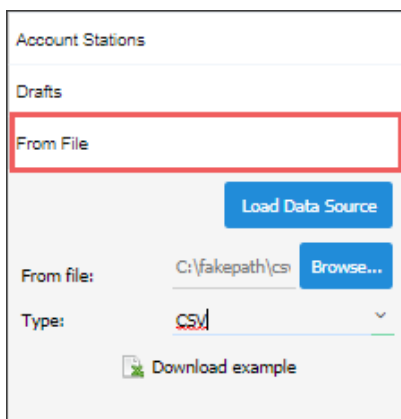 Account Stations
Drafts
From File
Load Data Source
From file: C:\fakepath\csv Browse...
Type: CSV
Download example